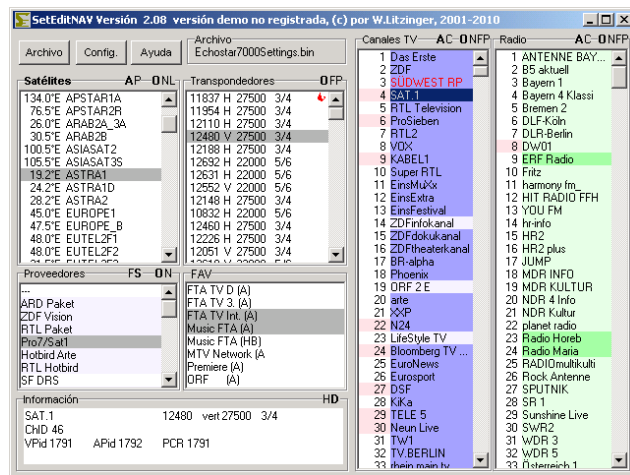 SetEditNAV Versión 2.08 versión demo no registrada, (c) por W.Litzinger, 2001-2010
Archivo
Config.
Ayuda
Archivo
Echostar7000Settings.bin
Satélites AP ONL
134.0°E APSTAR1A
76.5°E APSTAR2R
26.0°E ARAB2A_3A
30.5°E ARAB2B
100.5°E ASIASAT2
105.5°E ASIASAT3S
19.2°E ASTRA1
24.2°E ASTRA1D
28.2°E ASTRA2
45.0°E EUROPE1
47.5°E EUROPE_B
48.0°E EUTEL2F1
48.0°E EUTEL2F2
Transpondedores OFP
11837 H 27500 3/4
11954 H 27500 3/4
12110 H 27500 3/4
12480 V 27500 3/4
12188 H 27500 3/4
12692 H 22000 5/6
12631 H 22000 5/6
12552 V 22000 5/6
12148 H 27500 3/4
10832 H 22000 5/6
12460 H 27500 3/4
12226 H 27500 3/4
12051 V 27500 3/4
Proveedores FS ON
---
ARD Paket
ZDF Vision
RTL Paket
Pro7/Sat1
Hotbird Arte
RTL Hotbird
SF DRS
FAV
FTA TV D (A)
FTA TV 3. (A)
FTA TV Int. (A)
Music FTA (A)
Music FTA (HB)
MTV Network (A
Premiere (A)
ORF (A)
Información HD
SAT.1 12480 vert 27500 3/4
ChID 46
VPid 1791 APid 1792 PCR 1791
Canales TV AC ONFP
1 Das Erste
2 ZDF
3 SÜDWEST RP
4 SAT.1
5 RTL Television
6 ProSieben
7 RTL2
8 VOX
9 KABEL1
10 Super RTL
11 EinsMuXx
12 EinsExtra
13 EinsFestival
14 ZDFinfokanal
15 ZDFdokukanal
16 ZDFtheaterkanal
17 BR-alpha
18 Phoenix
19 ORF 2 E
20 arte
21 XXP
22 N24
23 LifeStyle TV
24 Bloomberg TV ...
25 EuroNews
26 Eurosport
27 DSF
28 KiKa
29 TELE 5
30 Neun Live
31 TW1
32 TV.BERLIN
33 rhein main tv
Radio AC ONFP
1 ANTENNE BAY...
2 B5 aktuell
3 Bayern 1
4 Bayern 4 Klassi
5 Bremen 2
6 DLF-Köln
7 DLR-Berlin
8 DW01
9 ERF Radio
10 Fritz
11 harmony fm_
12 HIT RADIO FFH
13 YOU FM
14 hr-info
15 HR2
16 HR2 plus
17 JUMP
18 MDR INFO
19 MDR KULTUR
20 NDR 4 Info
21 NDR Kultur
22 planet radio
23 Radio Horeb
24 Radio Maria
25 RADIOmultikulti
26 Rock Antenne
27 SPUTNIK
28 SR 1
29 Sunshine Live
30 SWR2
31 WDR 3
32 WDR 5
33 Österreich 1